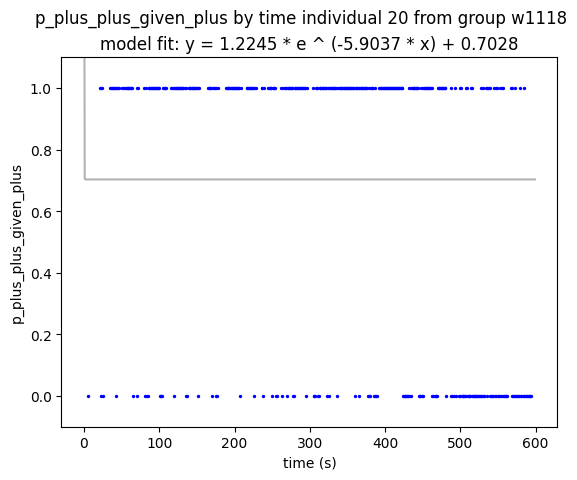 p_plus_plus_given_plus by time individual 20 from group w1118
model fit: y = 1.2245 * e ^ (-5.9037 * x) + 0.7028
p_plus_plus_given_plus
1.0
0.8
0.6
0.4
0.2
0.0
0 100 200 300 400 500 600
time (s)